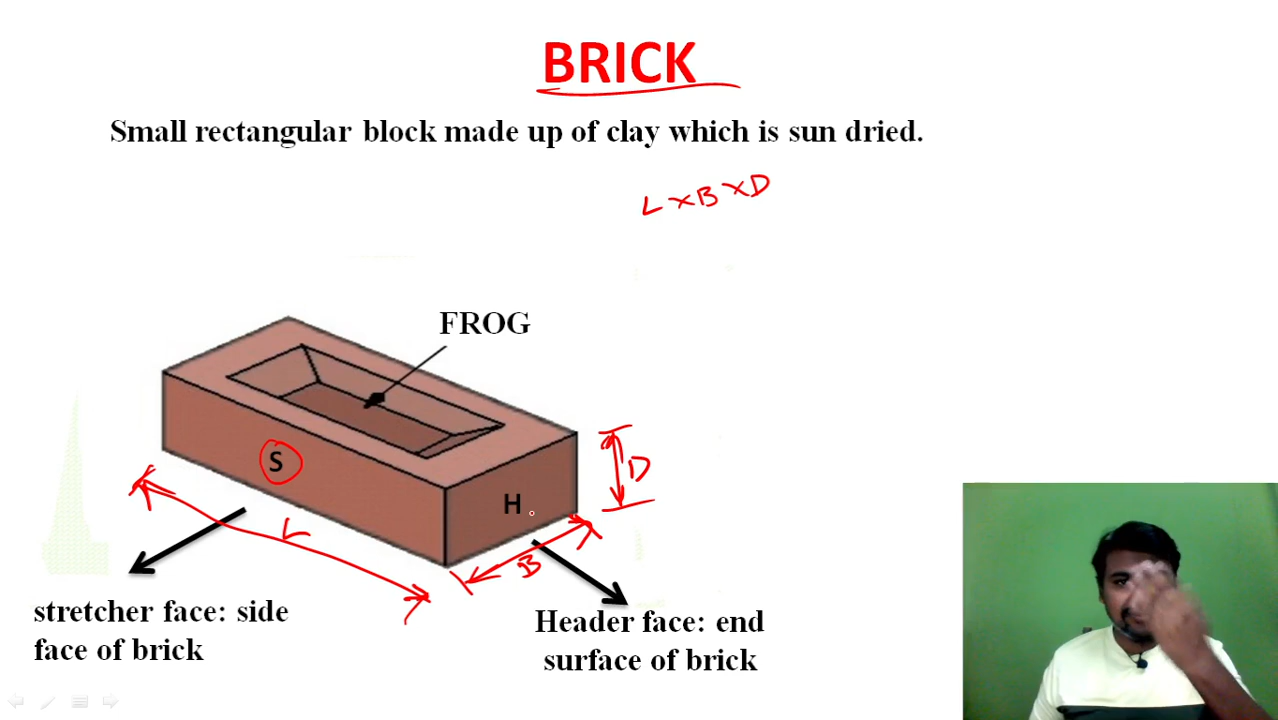 BRICK
Small rectangular block made up of clay which is sun dried.
L × B × D
FROG
S
D
H
L
B
stretcher face: side
face of brick
Header face: end
surface of brick